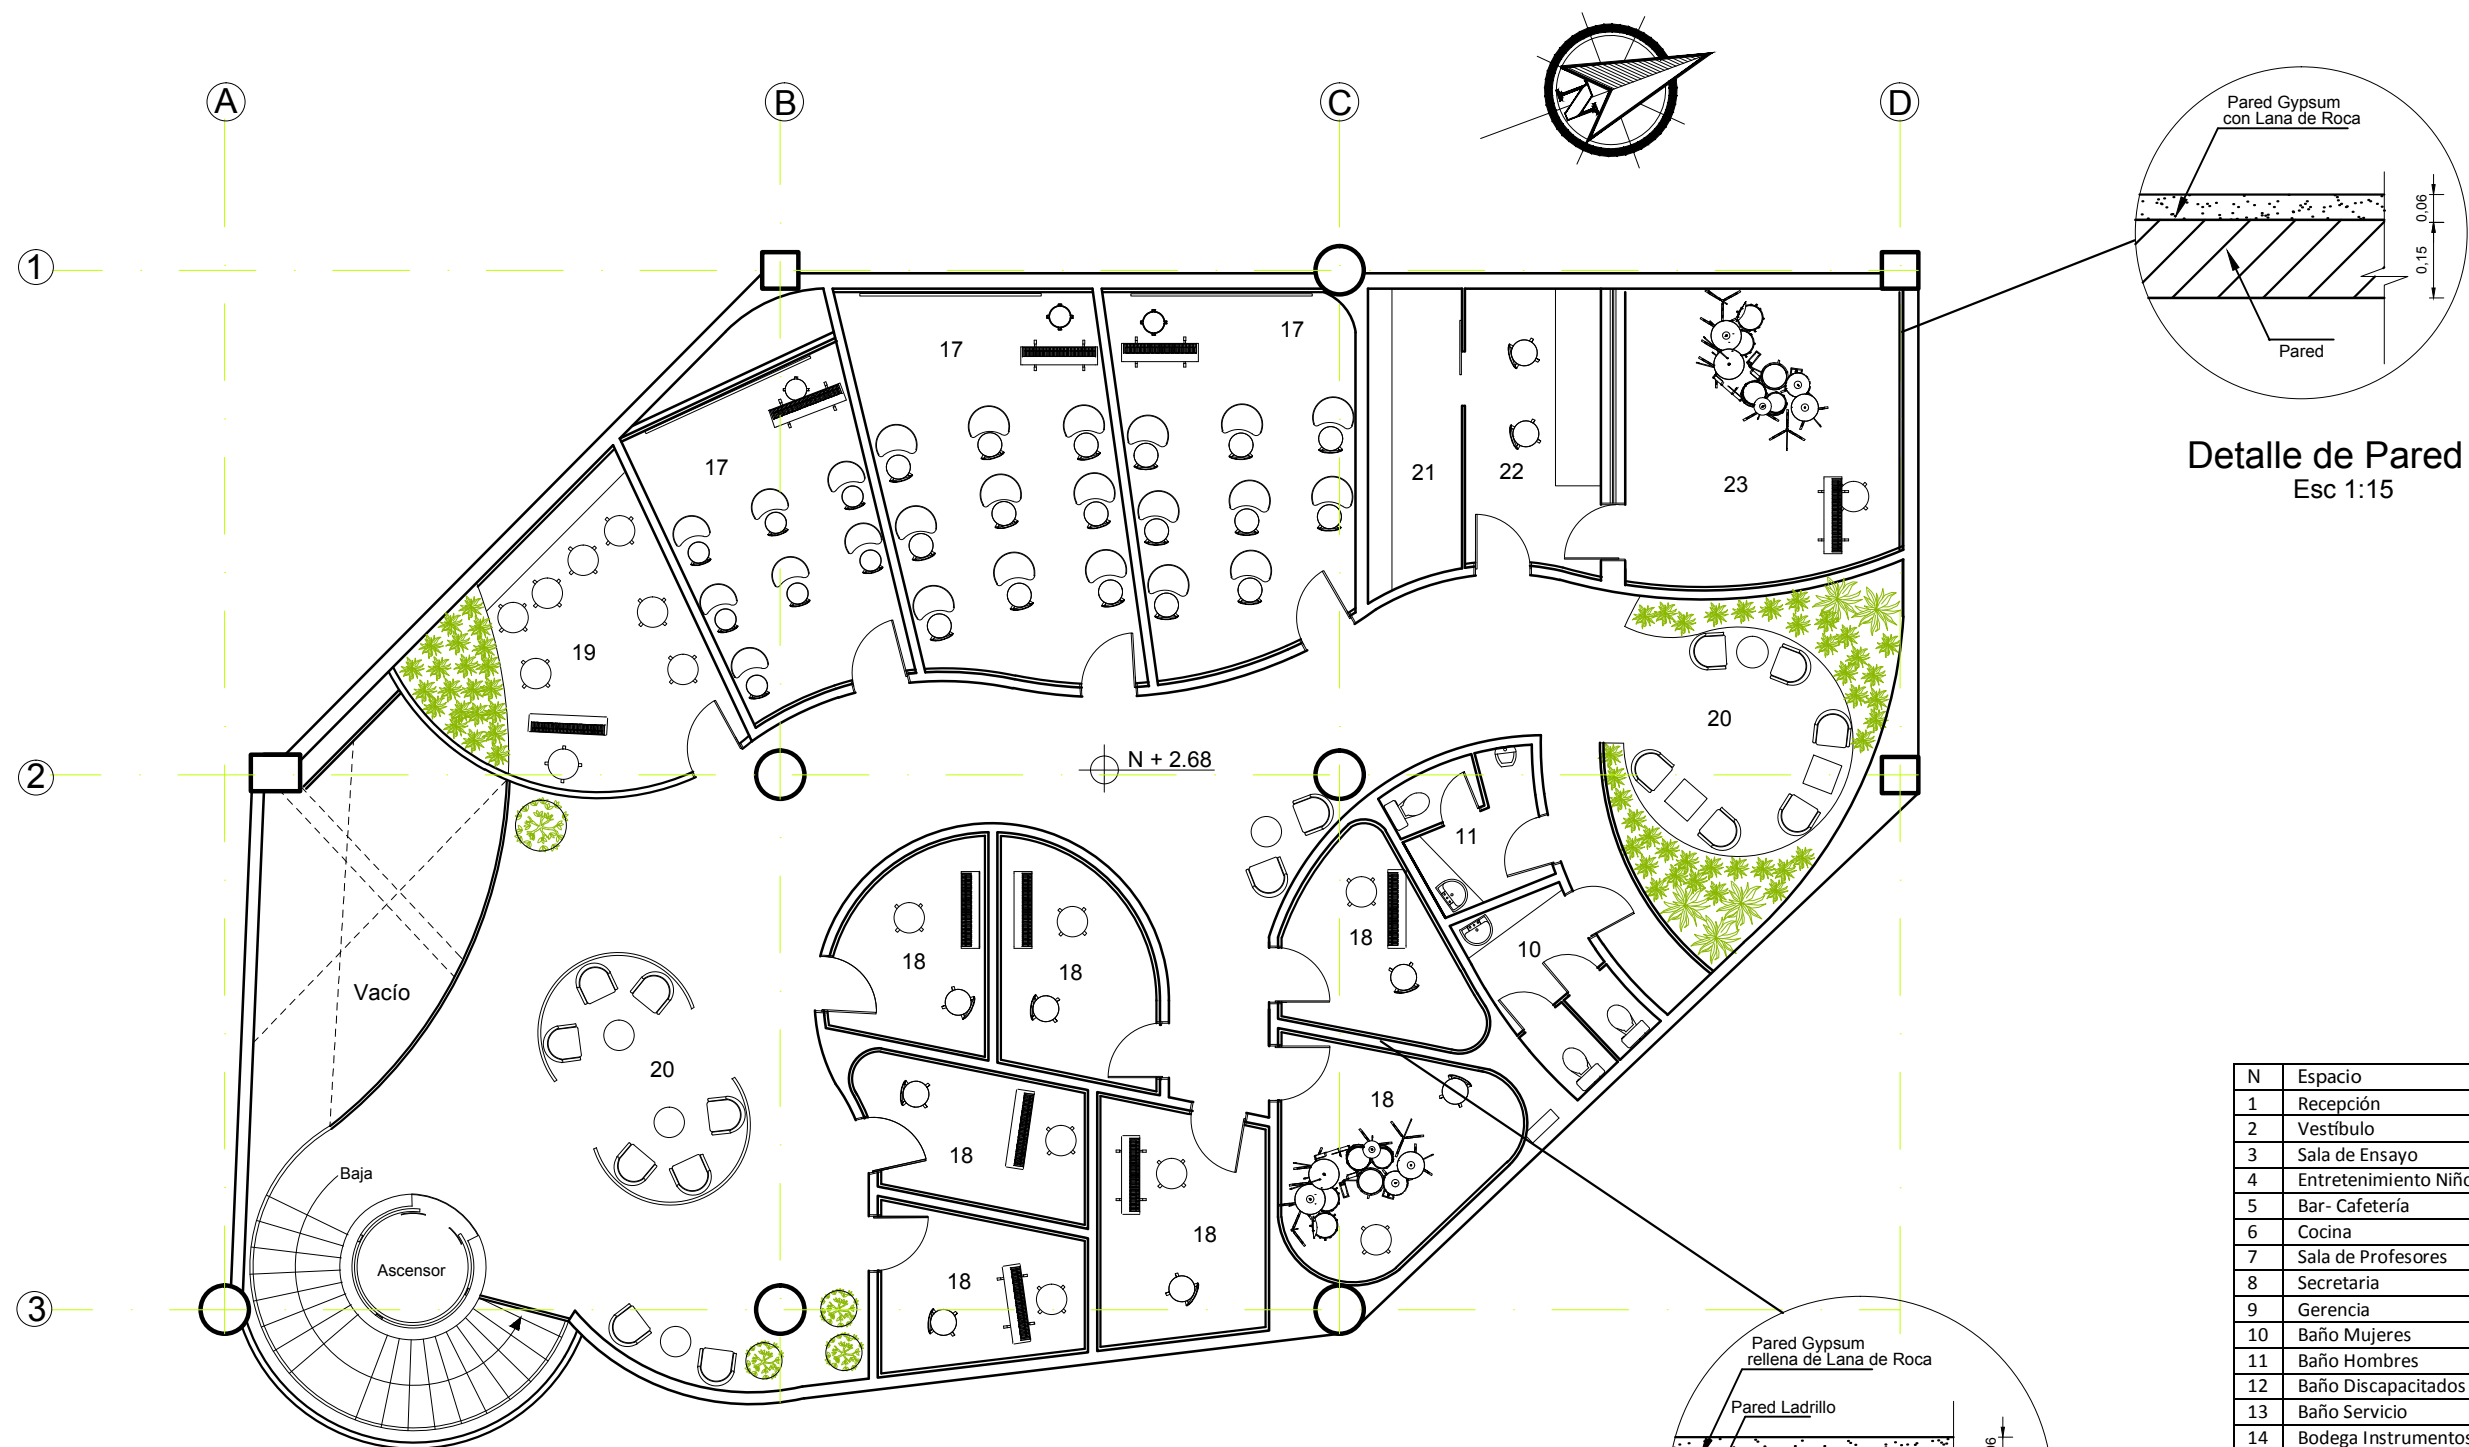 A
B
C
D
N
1
2
3
Pared Gypsum
con Lana de Roca
0,06
0,15
Pared
Detalle de Pared
Esc 1:15
17
17
17
21
22
23
19
20
N + 2.68
11
10
18
18
18
18
18
18
18
Vacío
20
Baja
Ascensor
Pared Gypsum
rellena de Lana de Roca
Pared Ladrillo
N Espacio
1 Recepción
2 Vestíbulo
3 Sala de Ensayo
4 Entretenimiento Niño
5 Bar- Cafetería
6 Cocina
7 Sala de Profesores
8 Secretaria
9 Gerencia
10 Baño Mujeres
11 Baño Hombres
12 Baño Discapacitados
13 Baño Servicio
14 Bodega Instrumentos